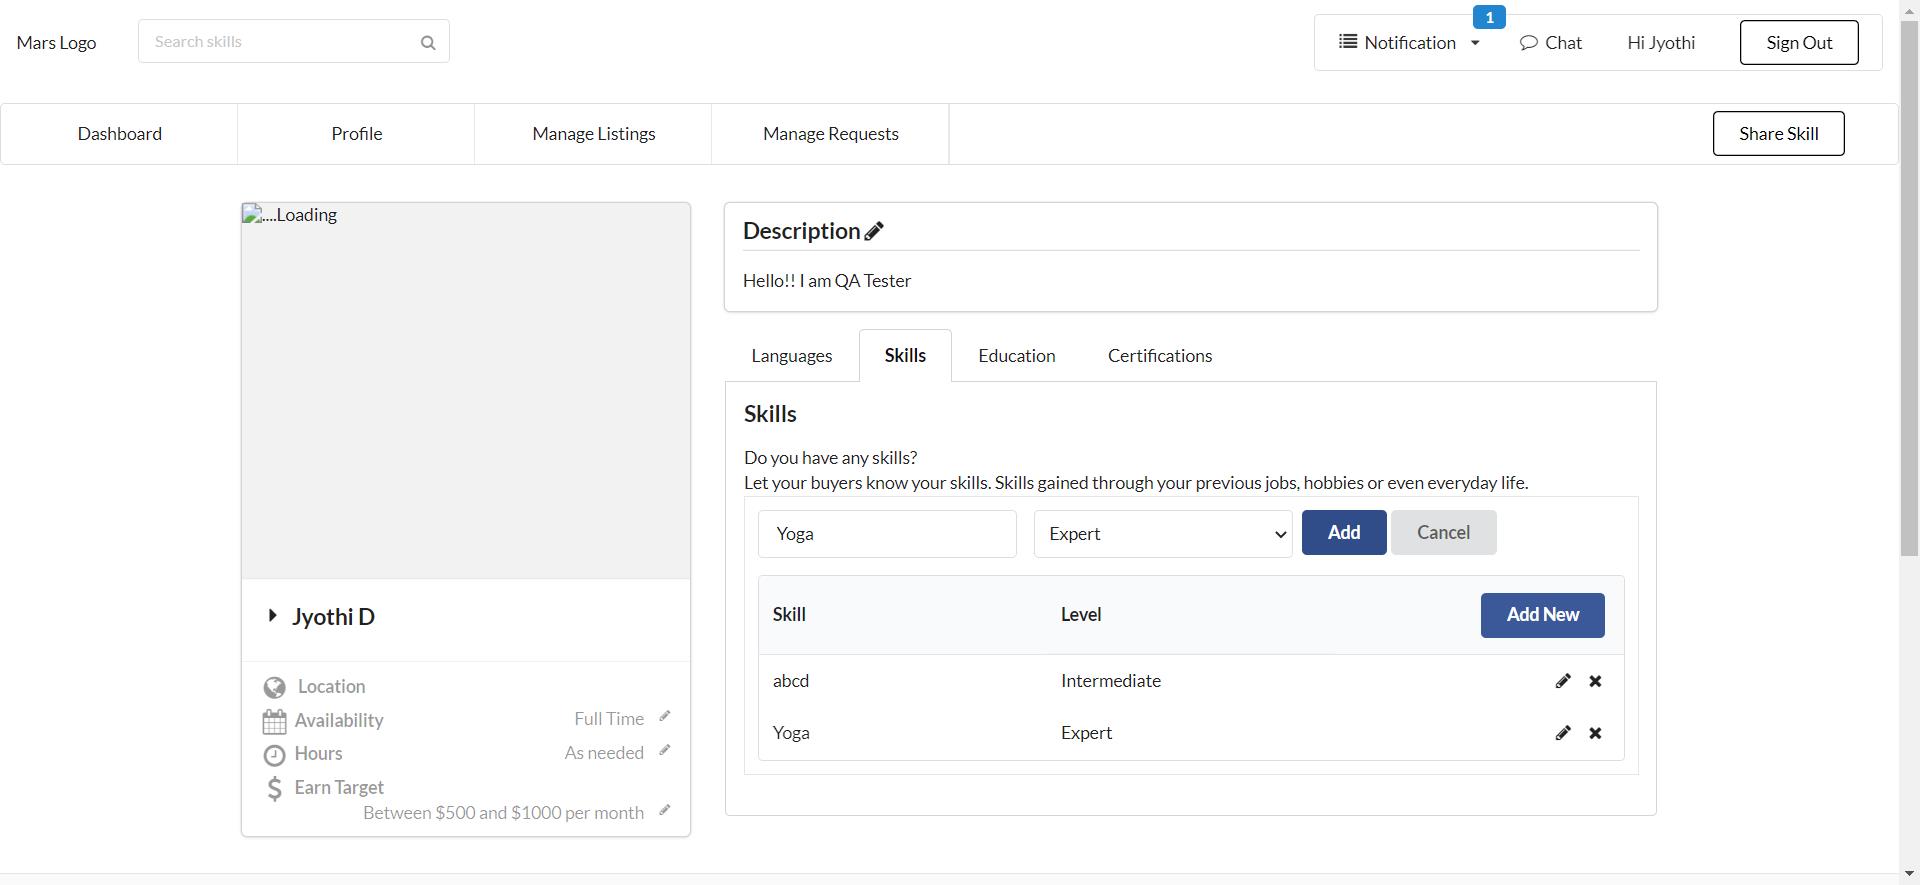 Mars Logo
Search skills
1
Notification
Chat
Hi Jyothi
Sign Out
Dashboard
Profile
Manage Listings
Manage Requests
Share Skill
....Loading
Jyothi D
Location
Availability
Full Time
Hours
As needed
Earn Target
Between $500 and $1000 per month
Description
Hello!! I am QA Tester
Languages
Skills
Education
Certifications
Skills
Do you have any skills?
Let your buyers know your skills. Skills gained through your previous jobs, hobbies or even everyday life.
Yoga
Expert
Add
Cancel
Skill
Level
Add New
abcd
Intermediate
Yoga
Expert